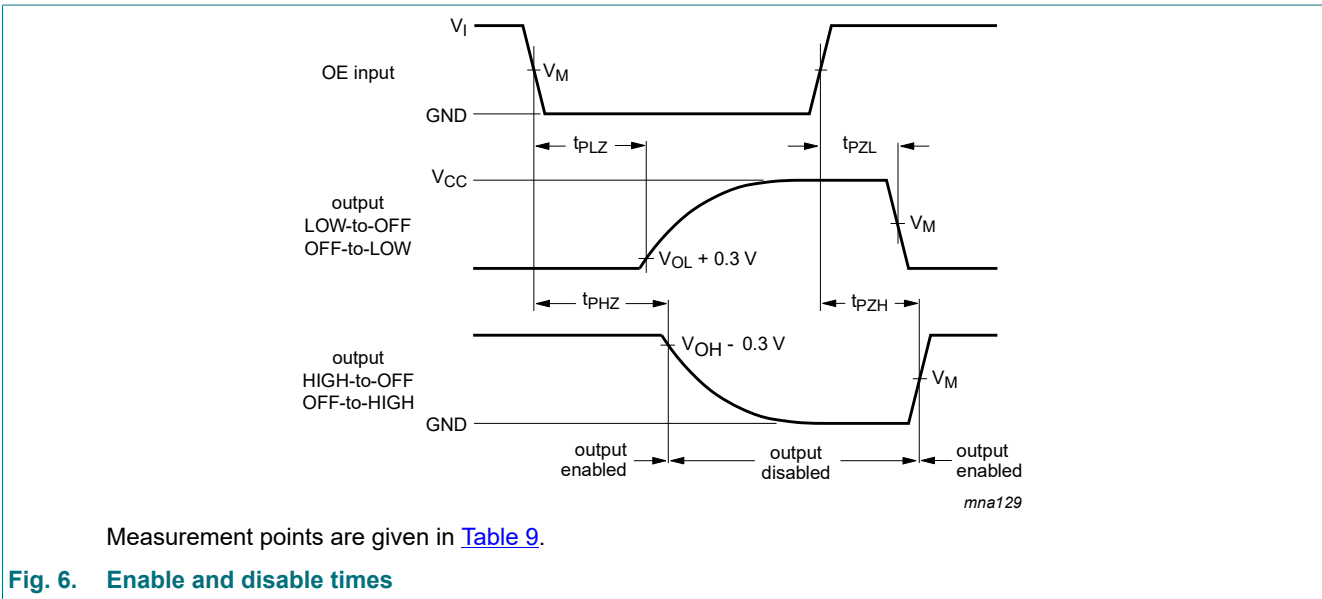 V_I
OE input
V_M
GND
t_PLZ
t_PZL
V_CC
output
LOW-to-OFF
OFF-to-LOW
V_M
V_OL + 0.3 V
t_PHZ
t_PZH
output
HIGH-to-OFF
OFF-to-HIGH
V_OH - 0.3 V
V_M
GND
output
enabled
output
disabled
output
enabled
mna129
Measurement points are given in Table 9.
Fig. 6. Enable and disable times